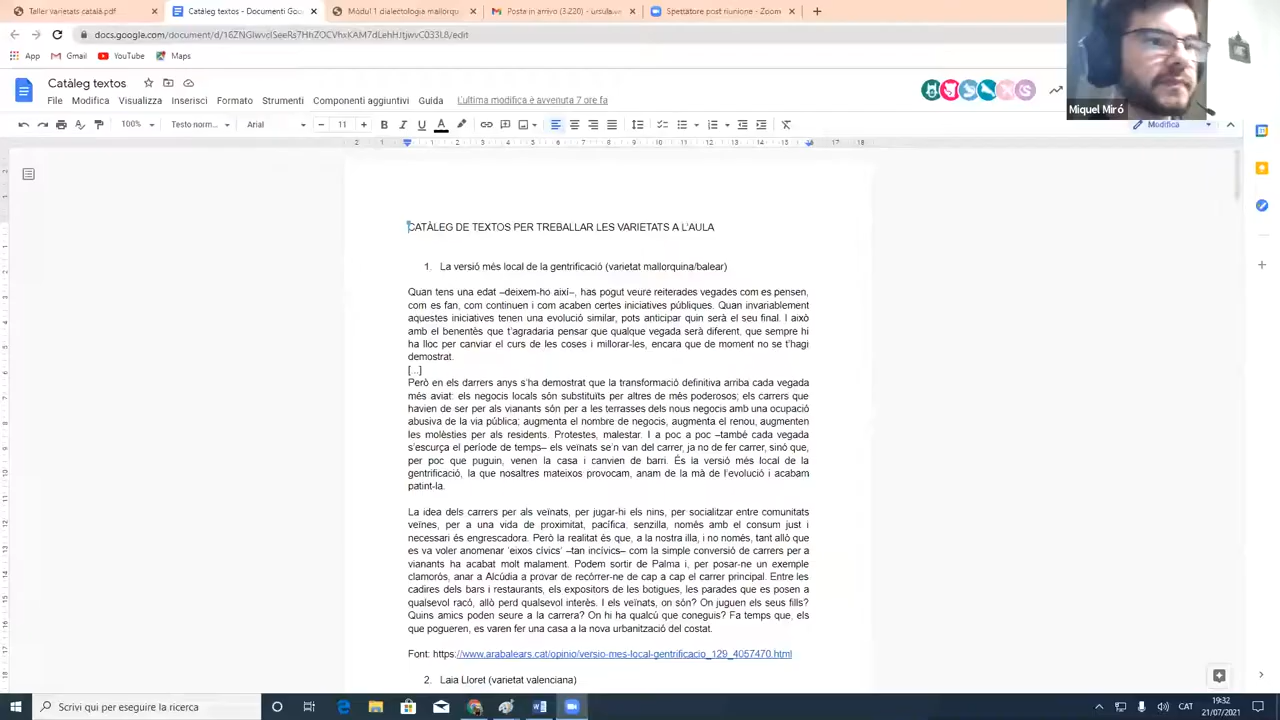 Taller varietats català.pdf
Catàleg textos - Documenti Goo
Mòdul 1 dialectologia mallorqu
Posta in arrivo (3.220) - ursula
Spettatore post riunione - Zoom
docs.google.com/document/d/
/edit
App Gmail YouTube Maps
Catàleg textos
File Modifica Visualizza Inserisci Formato Strumenti Componenti aggiuntivi Guida L'ultima modifica è avvenuta 7 ore fa
Miquel Miró
100% Testo norm... Arial 11 Modifica
2 1 1 2 3 4 5 6 7 8 9 10 11 12 13 14 15 16 17 18
CATÀLEG DE TEXTOS PER TREBALLAR LES VARIETATS A L'AULA
1. La versió més local de la gentrificació (varietat mallorquina/balear)
Quan tens una edat –deixem-ho així–, has pogut veure reiterades vegades com es pensen,
com es fan, com continuen i com acaben certes iniciatives públiques. Quan invariablement
aquestes iniciatives tenen una evolució similar, pots anticipar quin serà el seu final. I això
amb el benentès que t'agradaria pensar que qualque vegada serà diferent, que sempre hi
ha lloc per canviar el curs de les coses i millorar-les, encara que de moment no se t'hagi
demostrat.
[...]
Però en els darrers anys s'ha demostrat que la transformació definitiva arriba cada vegada
més aviat: els negocis locals són substituïts per altres de més poderosos; els carrers que
havien de ser per als vianants són per a les terrasses dels nous negocis amb una ocupació
abusiva de la via pública; augmenta el nombre de negocis, augmenta el renou, augmenten
les molèsties per als residents. Protestes, malestar. I a poc a poc –també cada vegada
s'escurça el període de temps– els veïnats se'n van del carrer, ja no de fer carrer, sinó que,
per poc que puguin, venen la casa i canvien de barri. És la versió més local de la
gentrificació, la que nosaltres mateixos provocam, anam de la mà de l'evolució i acabam
patint-la.
La idea dels carrers per als veïnats, per jugar-hi els nins, per socialitzar entre comunitats
veïnes, per a una vida de proximitat, pacífica, senzilla, només amb el consum just i
necessari és engrescadora. Però la realitat és que, a la nostra illa, i no només, tant allò que
es va voler anomenar 'eixos cívics' –tan incívics– com la simple conversió de carrers per a
vianants ha acabat molt malament. Podem sortir de Palma i, per posar-ne un exemple
clamorós, anar a Alcúdia a provar de recórrer-ne de cap a cap el carrer principal. Entre les
cadires dels bars i restaurants, els expositors de les botigues, les parades que es posen a
qualsevol racó, allò perd qualsevol interès. I els veïnats, on són? On juguen els seus fills?
Quins amics poden seure a la carrera? On hi ha qualcú que coneguis? Fa temps que, els
que pogueren, es varen fer una casa a la nova urbanització del costat.
Font: https://www.arabalears.cat/opinio/versio-mes-local-gentrificacio_129_4057470.html
2. Laia Lloret (varietat valenciana)
Scrivi qui per eseguire la ricerca
CAT
19:32
21/07/2021